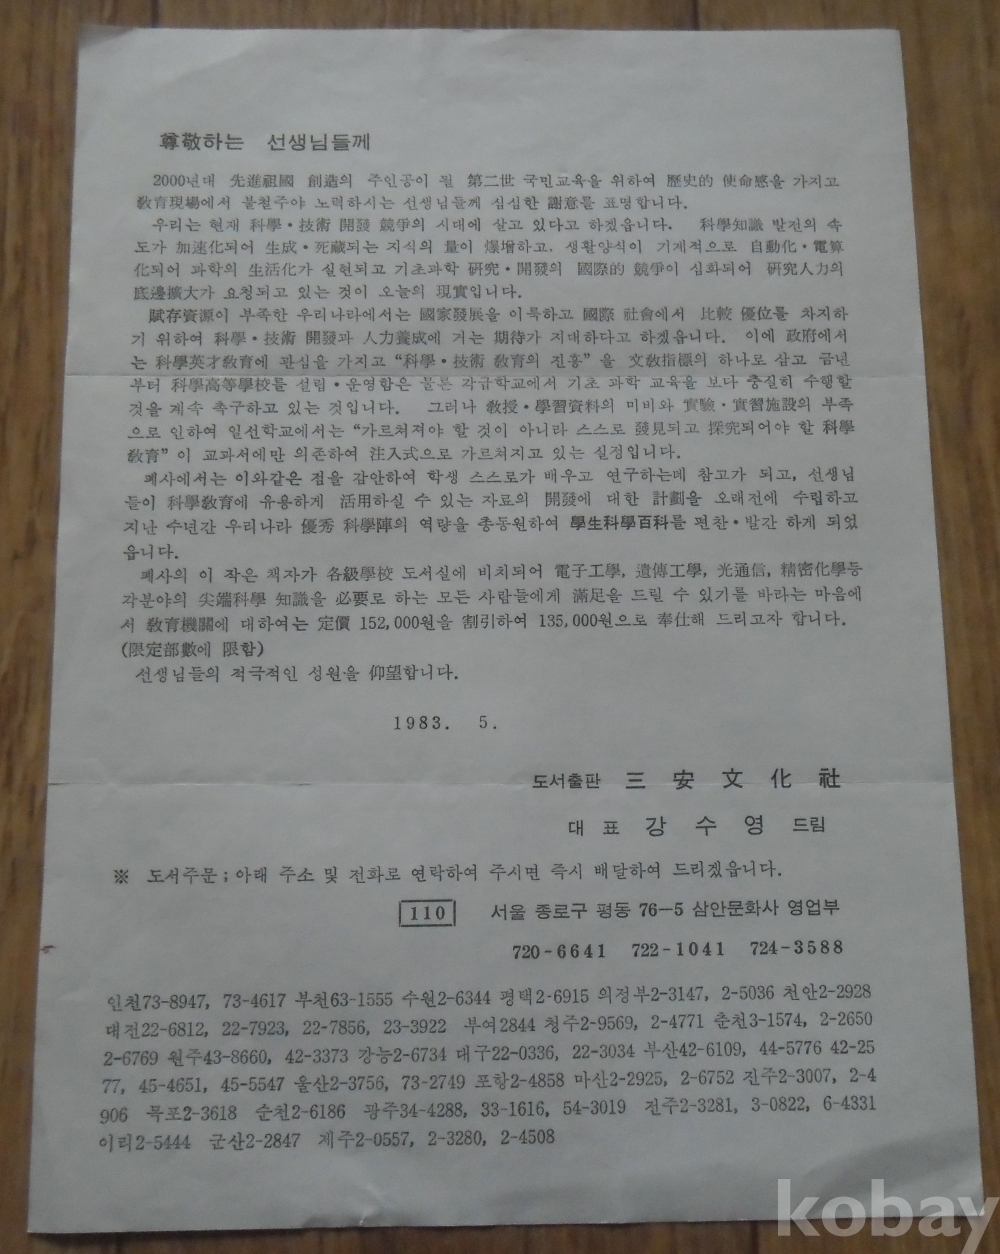 尊敬하는 선생님들께
2000년대 先進祖國 創造의 주인공이 될 第二世 국민교육을 위하여 歷史的 使命感을 가지고
敎育現場에서 불철주야 노력하시는 선생님들께 심심한 謝意를 표명합니다.
우리는 현재 科學·技術 開發 競爭의 시대에 살고 있다고 하겠읍니다. 科學知識 발전의 속
도가 加速化되어 生成·死藏되는 지식의 量이 爆增하고, 생활양식이 기계적으로 自動化·電算
化되어 과학의 生活化가 실현되고 기초과학 硏究·開發의 國際的 競爭이 심화되어 硏究人力의
底邊擴大가 요청되고 있는 것이 오늘의 現實입니다.
賦存資源이 부족한 우리나라에서는 國家發展을 이룩하고 國際 社會에서 比較 優位를 차지하
기 위하여 科學·技術 開發과 人力養成에 거는 期待가 지대하다고 하겠읍니다. 이에 政府에서
는 科學英才敎育에 관심을 가지고 “科學·技術 敎育의 진흥” 을 文敎指標의 하나로 삼고 금년
부터 科學高等學校를 설립·운영함은 물론 각급학교에서 기초 과학 교육을 보다 충실히 수행할
것을 계속 촉구하고 있는 것입니다. 그러나 敎授·學習資料의 미비와 實驗·實習施設의 부족
으로 인하여 일선학교에서는 “가르쳐져야 할 것이 아니라 스스로 發見되고 探究되어야 할 科學
敎育” 이 교과서에만 의존하여 注入式으로 가르쳐지고 있는 실정입니다.
폐사에서는 이와같은 점을 감안하여 학생 스스로가 배우고 연구하는데 참고가 되고, 선생님
들이 科學敎育에 유용하게 活用하실 수 있는 자료의 開發에 대한 計劃을 오래전에 수립하고
지난 수년간 우리나라 優秀 科學陣의 역량을 총동원하여 學生科學百科를 편찬·발간 하게 되었
읍니다.
폐사의 이 작은 책자가 各級學校 도서실에 비치되어 電子工學, 遺傳工學, 光通信, 精密化學등
각분야의 尖端科學 知識을 必要로 하는 모든 사람들에게 滿足을 드릴 수 있기를 바라는 마음에
서 敎育機關에 대하여는 定價 152,000원을 割引하여 135,000원으로 奉仕해 드리고자 합니다.
(限定部數에 限함)
선생님들의 적극적인 성원을 仰望합니다.
1983. 5.
도서출판 三安文化社
대표 강수영 드림
※ 도서주문 ; 아래 주소 및 전화로 연락하여 주시면 즉시 배달하여 드리겠읍니다.
110 서울 종로구 평동 76-5 삼안문화사 영업부
720-6641 722-1041 724-3588
인천73-8947, 73-4617 부천63-1555 수원2-6344 평택2-6915 의정부2-3147, 2-5036 천안2-2928
대전22-6812, 22-7923, 22-7856, 23-3922 부여2844 청주2-9569, 2-4771 춘천3-1574, 2-2650
2-6769 원주43-8660, 42-3373 강능2-6734 대구22-0336, 22-3034 부산42-6109, 44-5776 42-25
77, 45-4651, 45-5547 울산2-3756, 73-2749 포항2-4858 마산2-2925, 2-6752 진주2-3007, 2-4
906 목포2-3618 순천2-6186 광주34-4288, 33-1616, 54-3019 전주2-3281, 3-0822, 6-4331
이리2-5444 군산2-2847 제주2-0557, 2-3280, 2-4508
kobay